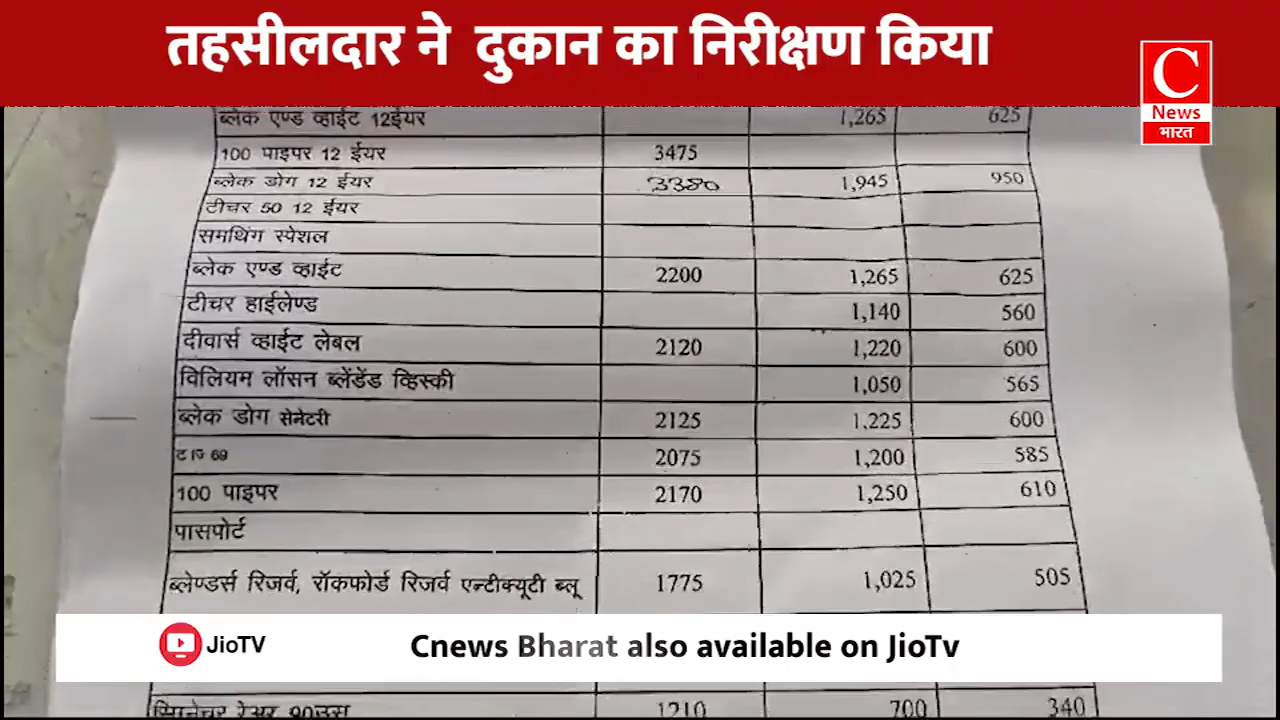 तहसीलदार ने दुकान का निरीक्षण किया
C
News
भारत
ब्लेक एण्ड व्हाईट 12ईयर 1,265 625
100 पाइपर 12 ईयर 3475
ब्लेक डोग 12 ईयर 3380 1,945 950
टीचर 50 12 ईयर
समथिंग स्पेशल
ब्लेक एण्ड व्हाईट 2200 1,265 625
टीचर हाईलेण्ड 1,140 560
दीवार्स व्हाईट लेबल 2120 1,220 600
विलियम लॉसन ब्लेंडेंड व्हिस्की 1,050 565
ब्लेक डोग सेनेटरी 2125 1,225 600
69 2075 1,200 585
100 पाइपर 2170 1,250 610
पासपोर्ट
ब्लेण्डर्स रिजर्व, रॉकफोर्ड रिजर्व एन्टीक्यूटी ब्लू 1775 1,025 505
JioTV Cnews Bharat also available on JioTv
सिग्नेचर रेअर 1210 700 340